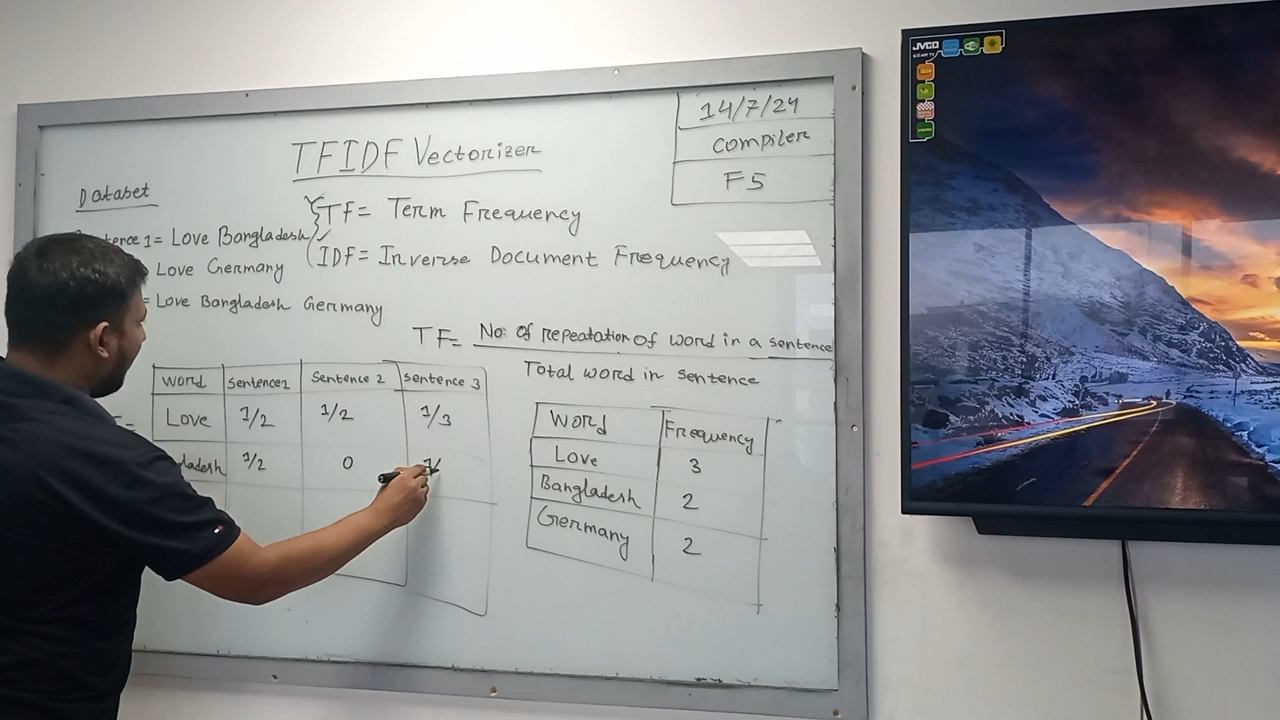 14/7/24
compiler
F5
TFIDF Vectorizer
Dataset
TF= Term Frequency
IDF= Inverse Document Frequency
1= Love Bangladesh
Love Germany
= Love Bangladesh Germany
TF= No: of repeatation of word in a sentence
Total word in sentence
Word Sentence1 Sentence 2 Sentence 3
Love 1/2 1/2 1/3
1/2 0 1/
Word Frequency
Love 3
Bangladesh 2
Germany 2
JVCO